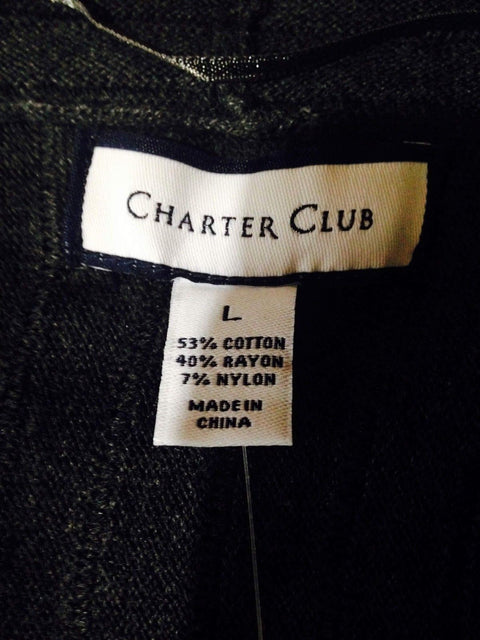 CHARTER CLUB
L
53% COTTON
40% RAYON
7% NYLON
MADE IN
CHINA